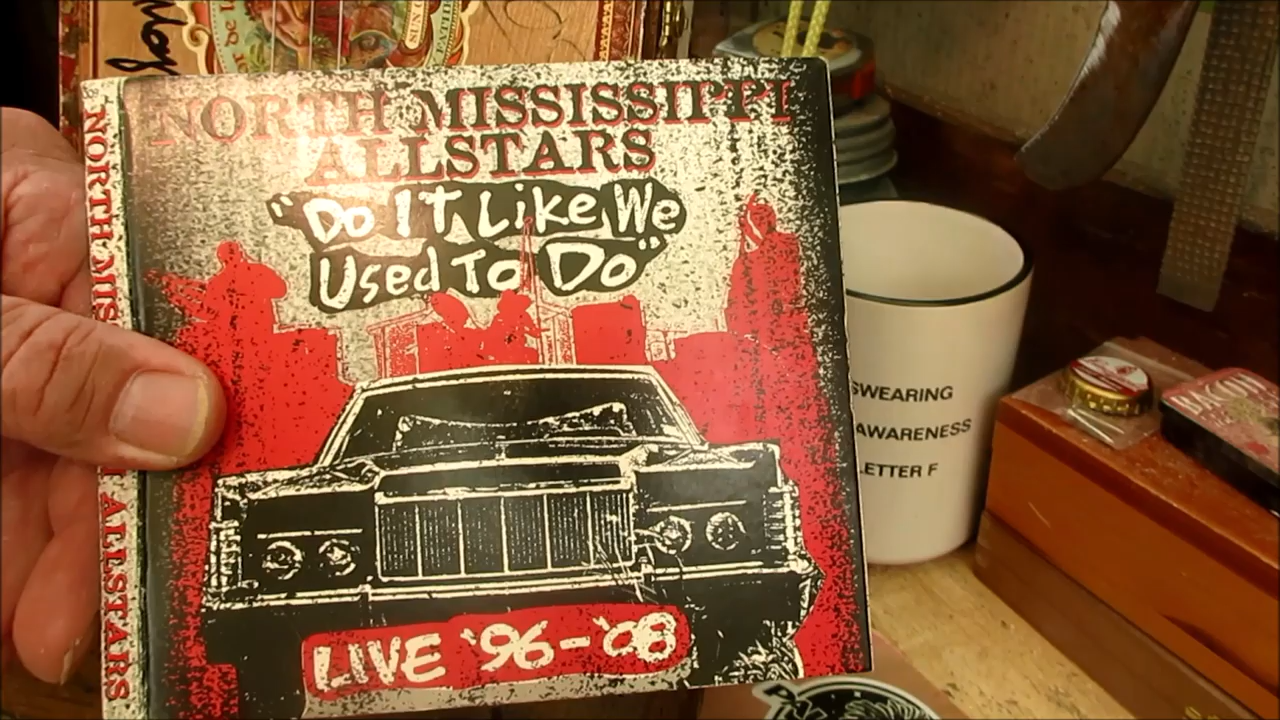 NORTH MISSISSIPPI
ALLSTARS
"Do It Like We
Used To Do"
LIVE '96-'08
NORTH MIS
ALLSTARS
SWEARING
AWARENESS
LETTER F
BACON